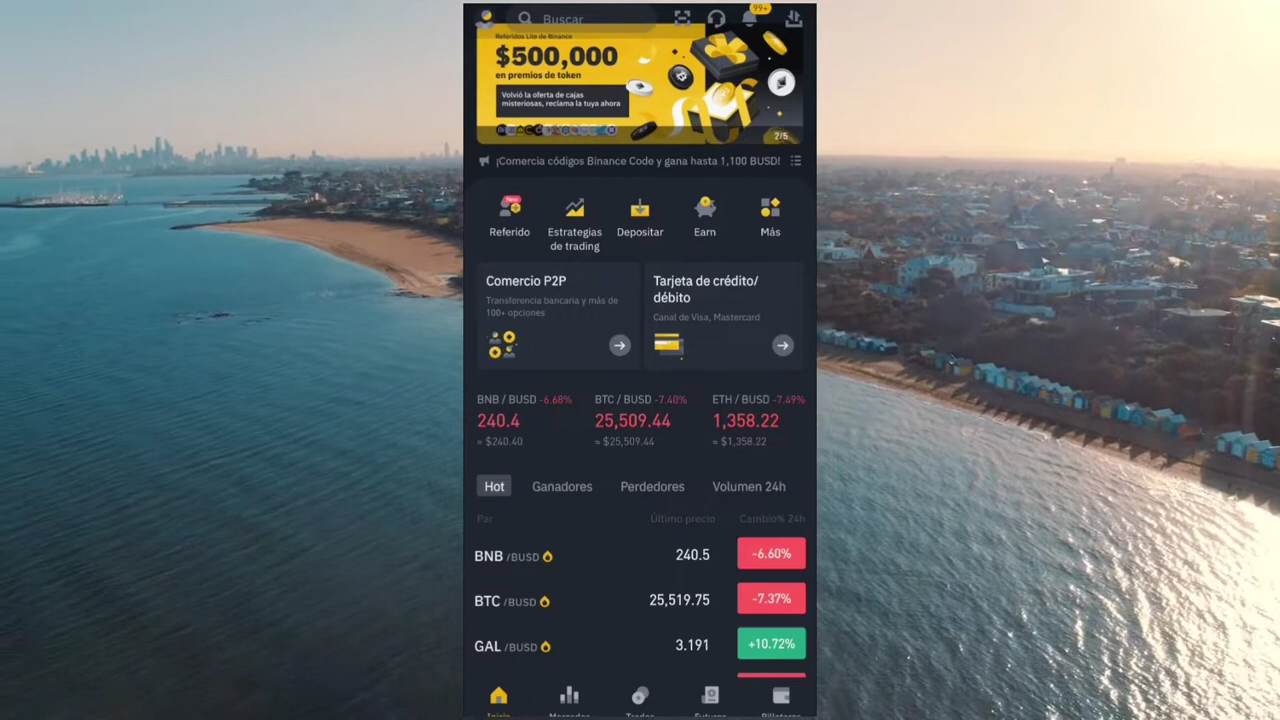 99+
Buscar
Referidos Lite de Binance
$500,000
en premios de token
Volvió la oferta de cajas
misteriosas, reclama la tuya ahora
2/5
¡Comercia códigos Binance Code y gana hasta 1,100 BUSD!
New
Referido
Estrategias
de trading
Depositar
Earn
Más
Comercio P2P
Transferencia bancaria y más de
100+ opciones
Tarjeta de crédito/
débito
Canal de Visa, Mastercard
BNB / BUSD -6.68%
240.4
≈ $240.40
BTC / BUSD -7.40%
25,509.44
≈ $25,509.44
ETH / BUSD -7.49%
1,358.22
≈ $1,358.22
Hot Ganadores Perdedores Volumen 24h
Par Último precio Cambio% 24h
BNB /BUSD 240.5 -6.60%
BTC /BUSD 25,519.75 -7.37%
GAL /BUSD 3.191 +10.72%